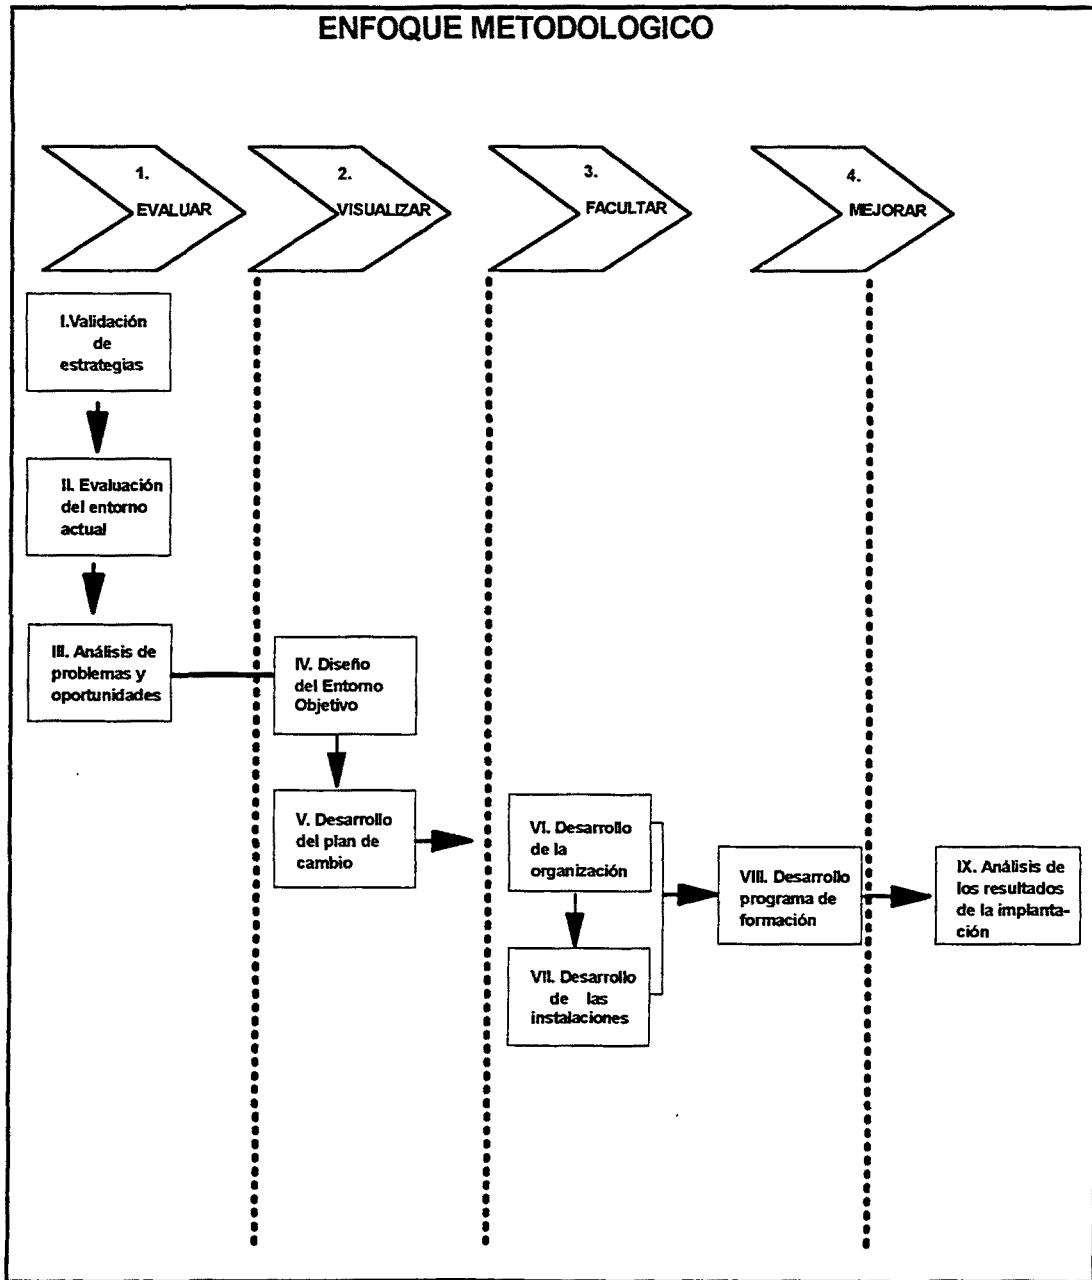 ENFOQUE METODOLOGICO
1.
EVALUAR
2.
VISUALIZAR
3.
FACULTAR
4.
MEJORAR
I.Validación
de
estrategias
II. Evaluación
del entorno
actual
III. Análisis de
problemas y
oportunidades
IV. Diseño
del Entorno
Objetivo
V. Desarrollo
del plan de
cambio
VI. Desarrollo
de la
organización
VII. Desarrollo
de las
instalaciones
VIII. Desarrollo
programa de
formación
IX. Análisis de
los resultados
de la implanta-
ción